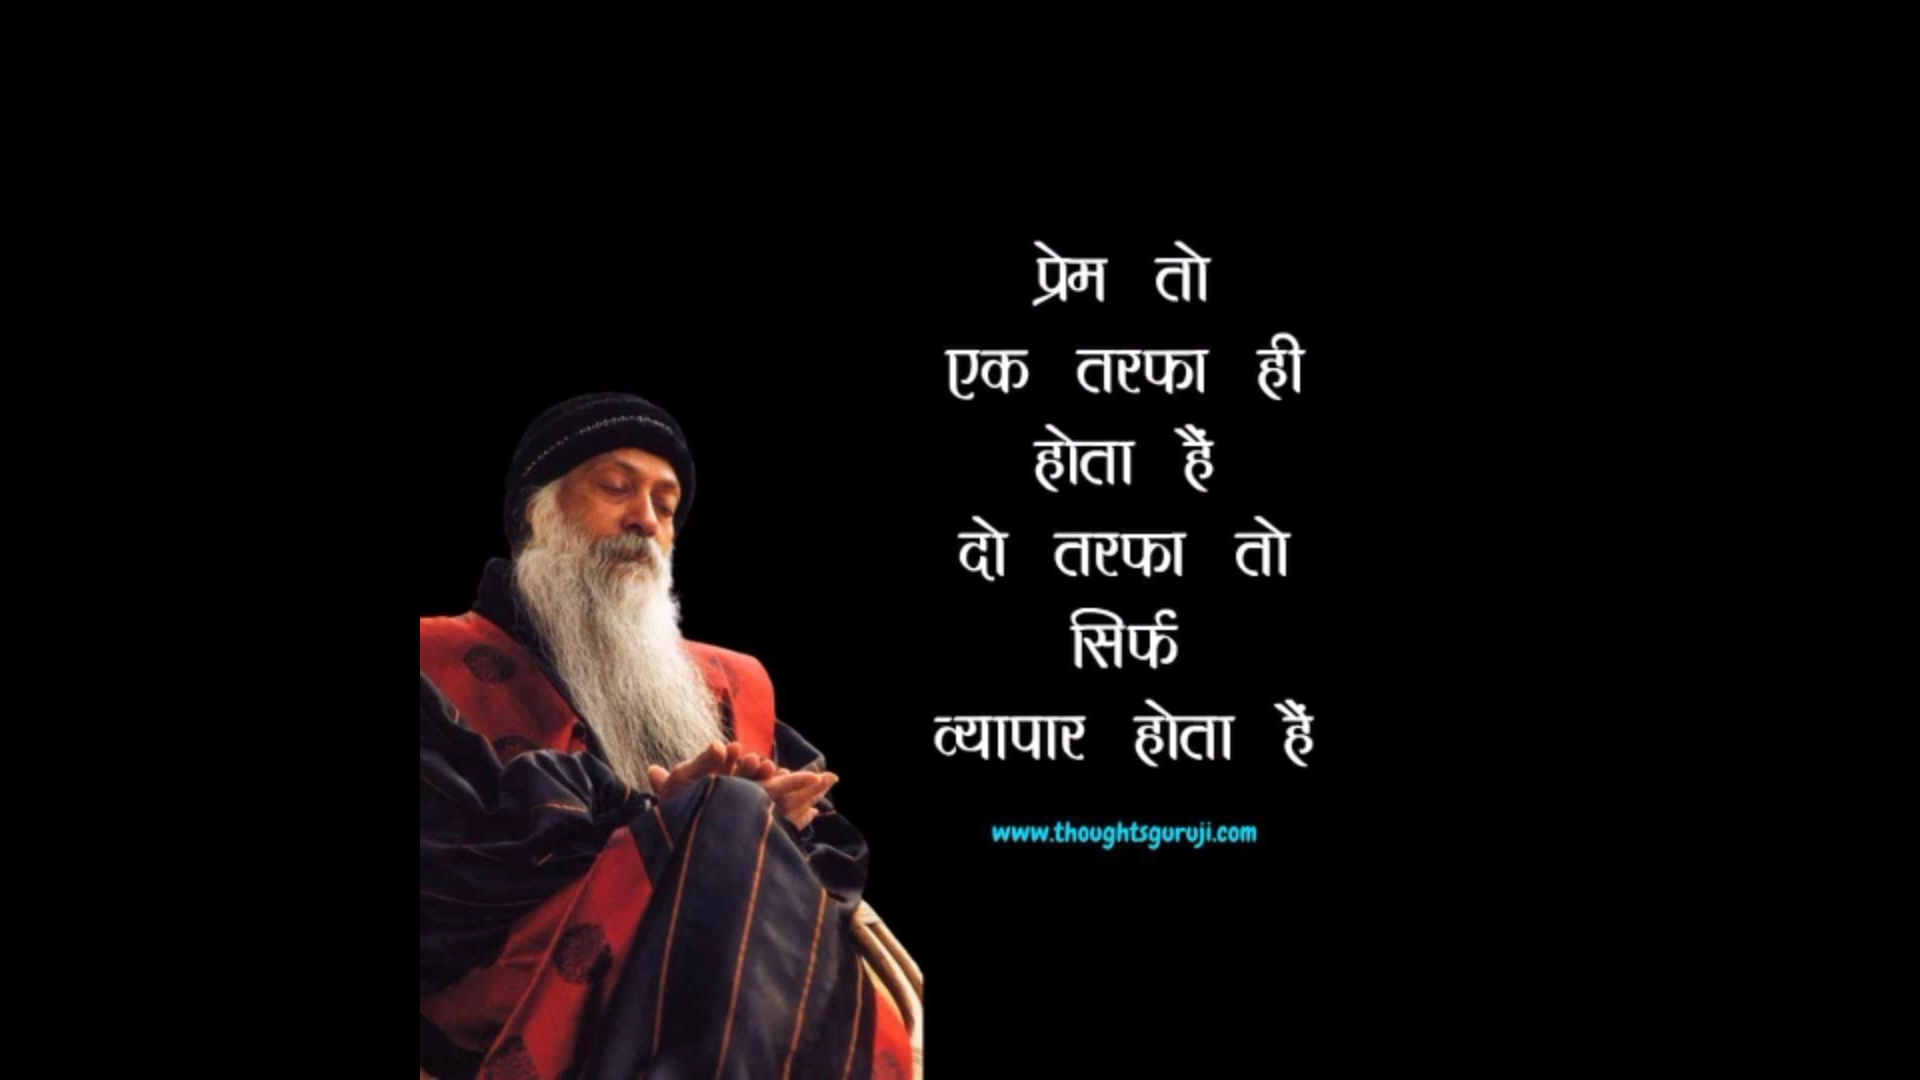 प्रेम तो
एक तरफा ही
होता हैं
दो तरफा तो
सिर्फ
व्यापार होता हैं
www.thoughtsguruji.com